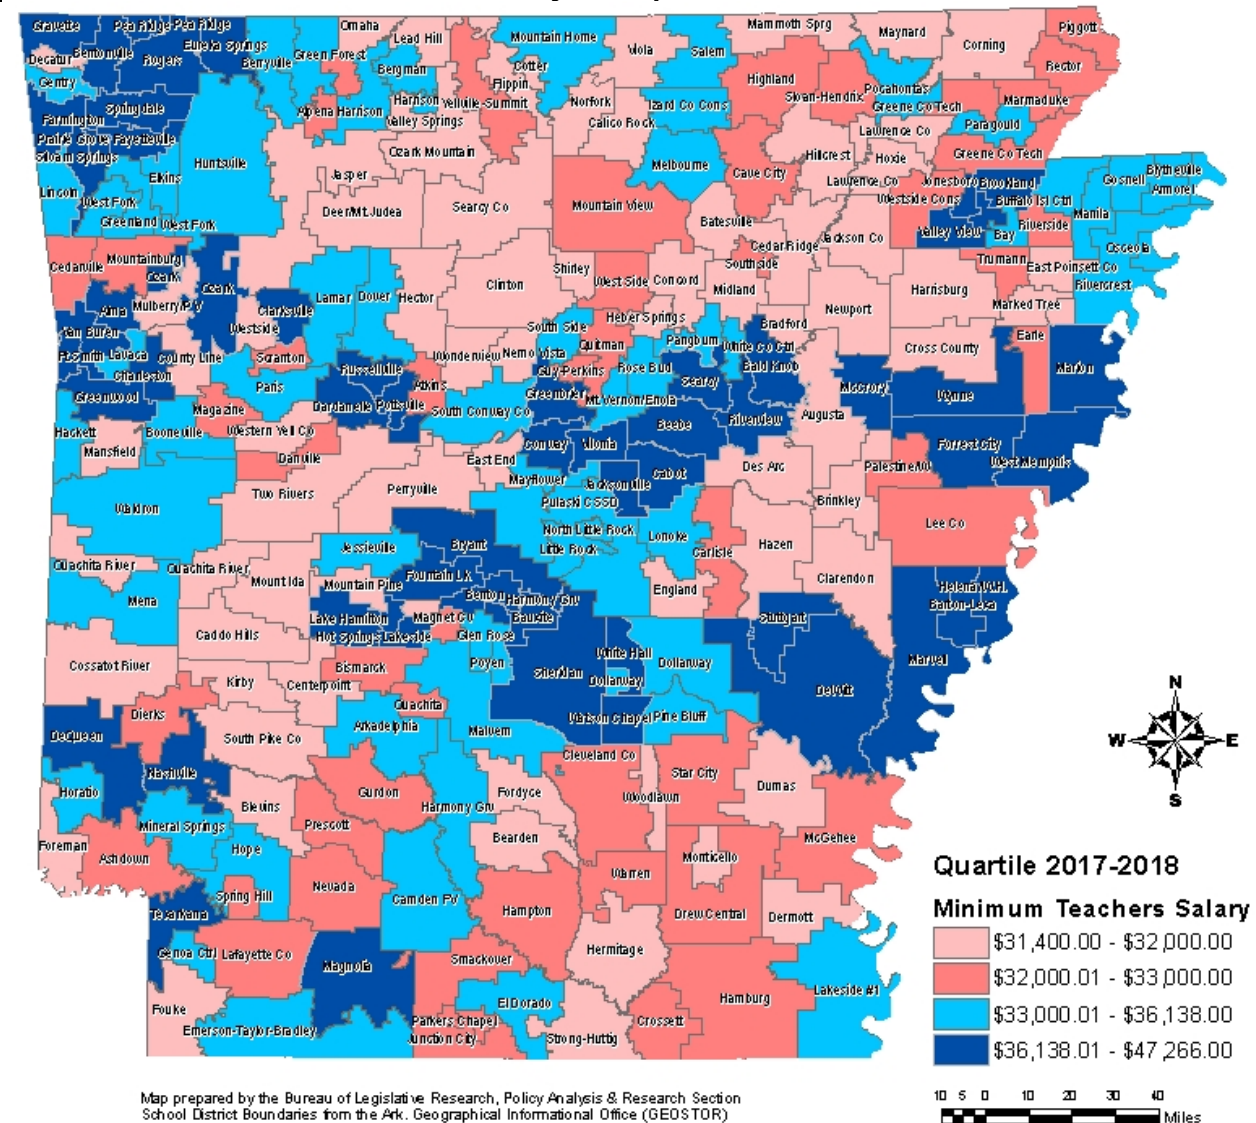 Gravette
Pea Ridge
Pea Ridge
Omaha
Lead Hill
Mountain Home
Viola
Salem
Mammoth Sprg
Maynard
Corning
Piggott
Decatur
Bentonville
Rogers
Eureka Springs
Berryville
Green Forest
Bergman
Cotter
Flippin
Highland
Rector
Gentry
Springdale
Farmington
Alpena
Harrison
Harrison
Yellville-Summit
Norfork
Izard Co Cons
Sloan-Hendrix
Pocahontas
Greene Co Tech
Marmaduke
Prairie Grove
Fayetteville
Valley Springs
Calico Rock
Lawrence Co
Paragould
Siloam Springs
Huntsville
Ozark Mountain
Melbourne
Hillcrest
Hoxie
Greene Co Tech
Lincoln
Elkins
Jasper
Cave City
Lawrence Co
Jonesboro
Brookland
Gosnell
Blytheville
Armorel
West Fork
Greenland
West Fork
Deer/Mt.Judea
Searcy Co
Mountain View
Batesville
Westside Cons
Buffalo Isl Ctrl
Manila
Valley View
Bay
Riverside
Cedar Ridge
Jackson Co
Osceola
Cedarville
Mountainburg
Ozark
Southside
Trumann
East Poinsett Co
Rivercrest
Shirley
West Side
Concord
Midland
Clinton
Ozark
Alma
Mulberry/P V
Clarksville
Lamar
Dover
Hector
Newport
Harrisburg
Marked Tree
Van Buren
Westside
South Side
Heber Springs
Bradford
Earle
Ft Smith
Lavaca
County Line
Scranton
Wonderview
Nemo Vista
Quitman
Pangburn
White Co Ctrl
Cross County
Marion
Charleston
Paris
Russellville
Atkins
Guy-Perkins
Rose Bud
Searcy
Bald Knob
McCrory
Wynne
Greenwood
Magazine
Dardanelle
Pottsville
South Conway Co
Greenbrier
Mt Vernon/Enola
Beebe
Riverview
Augusta
Hackett
Booneville
Western Yell Co
Conway
Vilonia
Forrest City
West Memphis
Mansfield
Danville
East End
Mayflower
Cabot
Des Arc
Palestine/W
Two Rivers
Perryville
Jacksonville
Pulaski CSSD
Brinkley
Waldron
North Little Rock
Little Rock
Lonoke
Carlisle
Hazen
Lee Co
Jessieville
Bryant
Ouachita River
Ouachita River
Mount Ida
Mountain Pine
Fountain Lk
England
Clarendon
Helena/W.H.
Mena
Benton
Harmony Grv
Bauxite
Barton-Lexa
Lake Hamilton
Magnet Cv
Stuttgart
Caddo Hills
Hot Springs
Lakeside
Glen Rose
Cossatot River
Bismarck
Poyen
Sheridan
White Hall
Dollarway
Dollarway
Marvel
Kirby
Centerpoint
DeWitt
Dierks
Ouachita
Arkadelphia
Malvern
Watson Chapel
Pine Bluff
DeQueen
South Pike Co
Cleveland Co
Nashville
Star City
Horatio
Blevins
Gurdon
Harmony Grv
Fordyce
Woodlawn
Dumas
Mineral Springs
Prescott
Bearden
McGehee
Foreman
Ashdown
Hope
Monticello
Nevada
Warren
Spring Hill
Camden FV
Hampton
Drew Central
Dermott
Texarkana
Genoa Ctrl
Lafayette Co
Magnolia
Smackover
Hermitage
Lakeside #1
Fouke
El Dorado
Hamburg
Emerson-Taylor-Bradley
Parkers Chapel
Junction City
Strong-Huttig
Crossett
N
W
E
S
Quartile 2017-2018
Minimum Teachers Salary
$31,400.00 - $32,000.00
$32,000.01 - $33,000.00
$33,000.01 - $36,138.00
$36,138.01 - $47,266.00
10 5 0 10 20 30 40
Miles
Map prepared by the Bureau of Legislative Research, Policy Analysis & Research Section
School District Boundaries from the Ark. Geographical Informational Office (GEOSTOR)